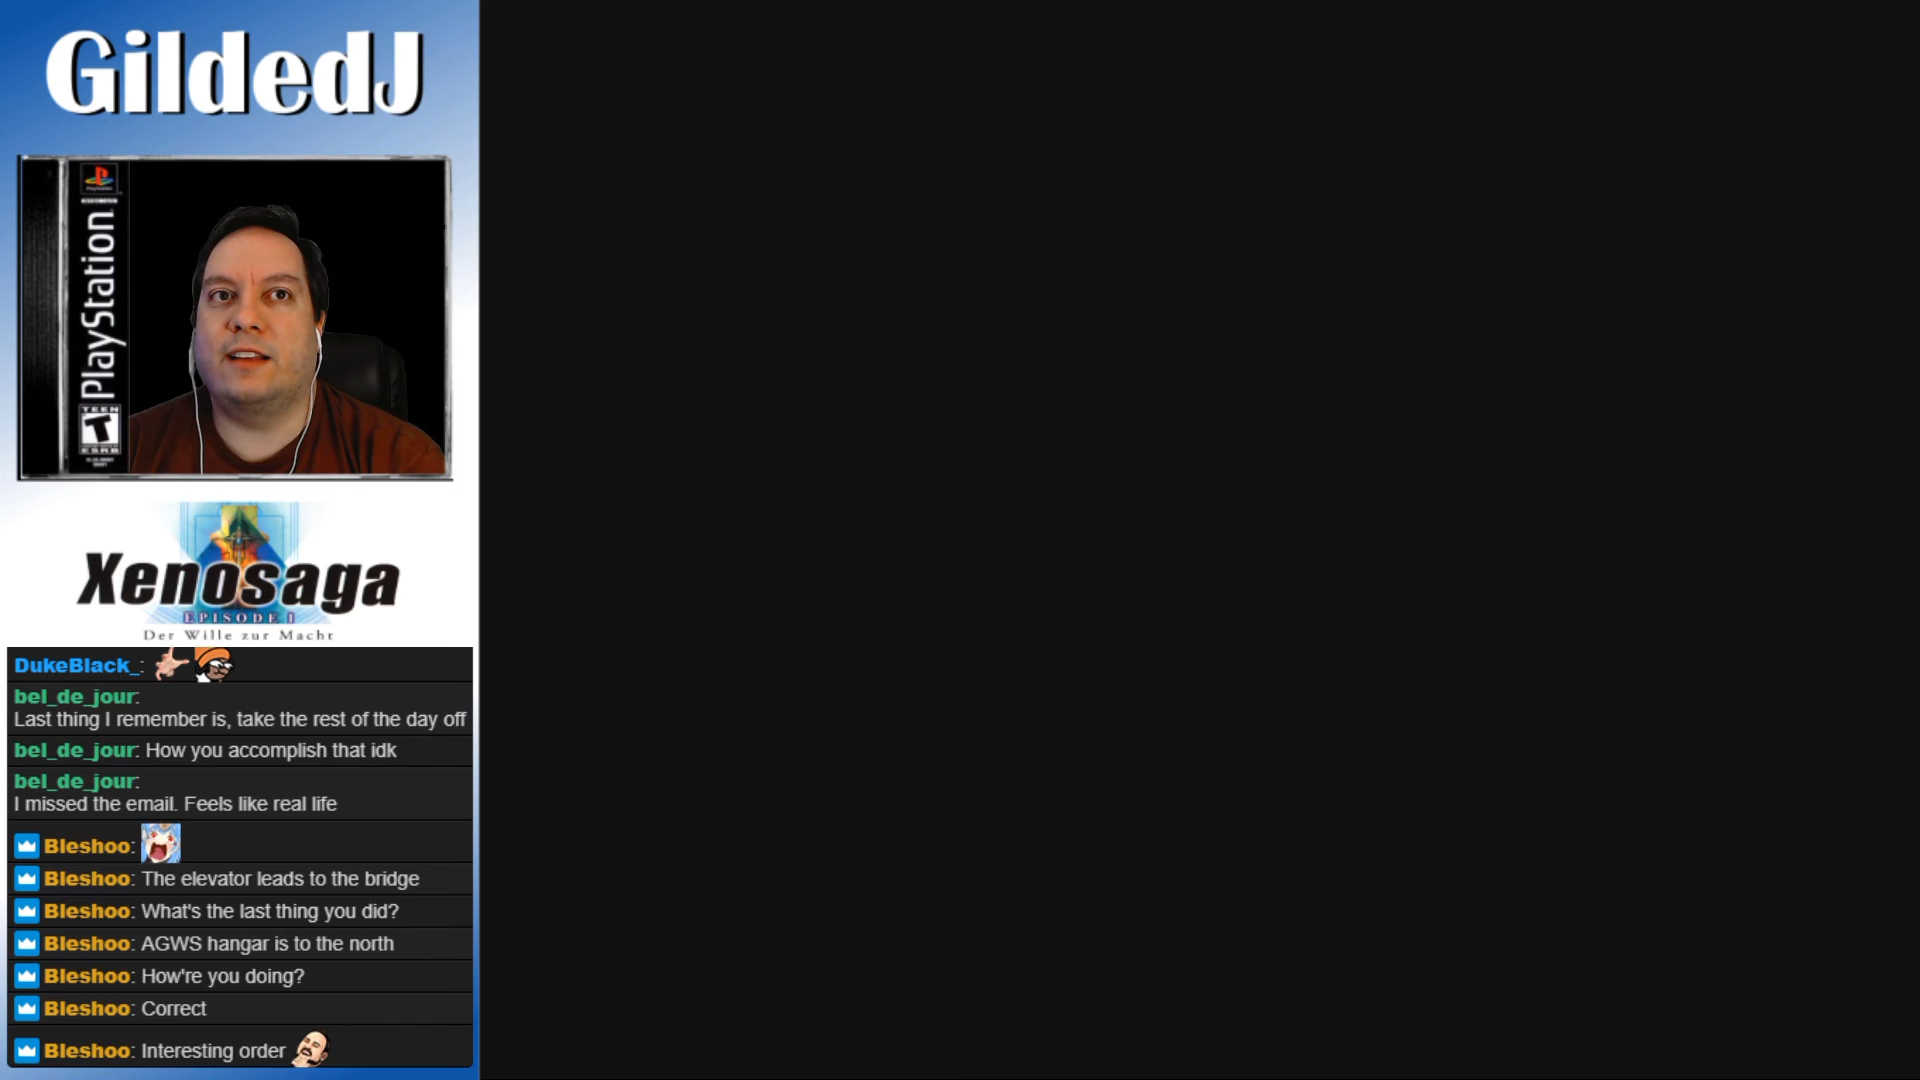 GildedJ
PlayStation
TEEN
T
ESRB
Xenosaga
EPISODE I
Der Wille zur Macht
DukeBlack_:
bel_de_jour:
Last thing I remember is, take the rest of the day off
bel_de_jour: How you accomplish that idk
bel_de_jour:
I missed the email. Feels like real life
Bleshoo:
Bleshoo: The elevator leads to the bridge
Bleshoo: What's the last thing you did?
Bleshoo: AGWS hangar is to the north
Bleshoo: How're you doing?
Bleshoo: Correct
Bleshoo: Interesting order